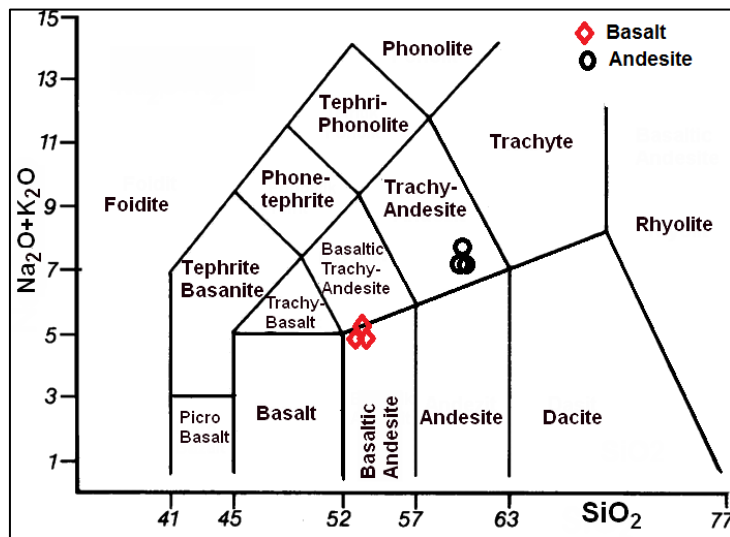 15
13
11
9
7
5
3
1
Na₂O+K₂O
Basalt
Andesite
Phonolite
Tephri-
Phonolite
Trachyte
Phone-
tephrite
Trachy-
Andesite
Foidite
Rhyolite
Basaltic
Trachy-
Andesite
Tephrite
Basanite
Trachy-
Basalt
Picro
Basalt
Basalt
Basaltic
Andesite
Andesite
Dacite
41
45
52
57
63
SiO₂
77